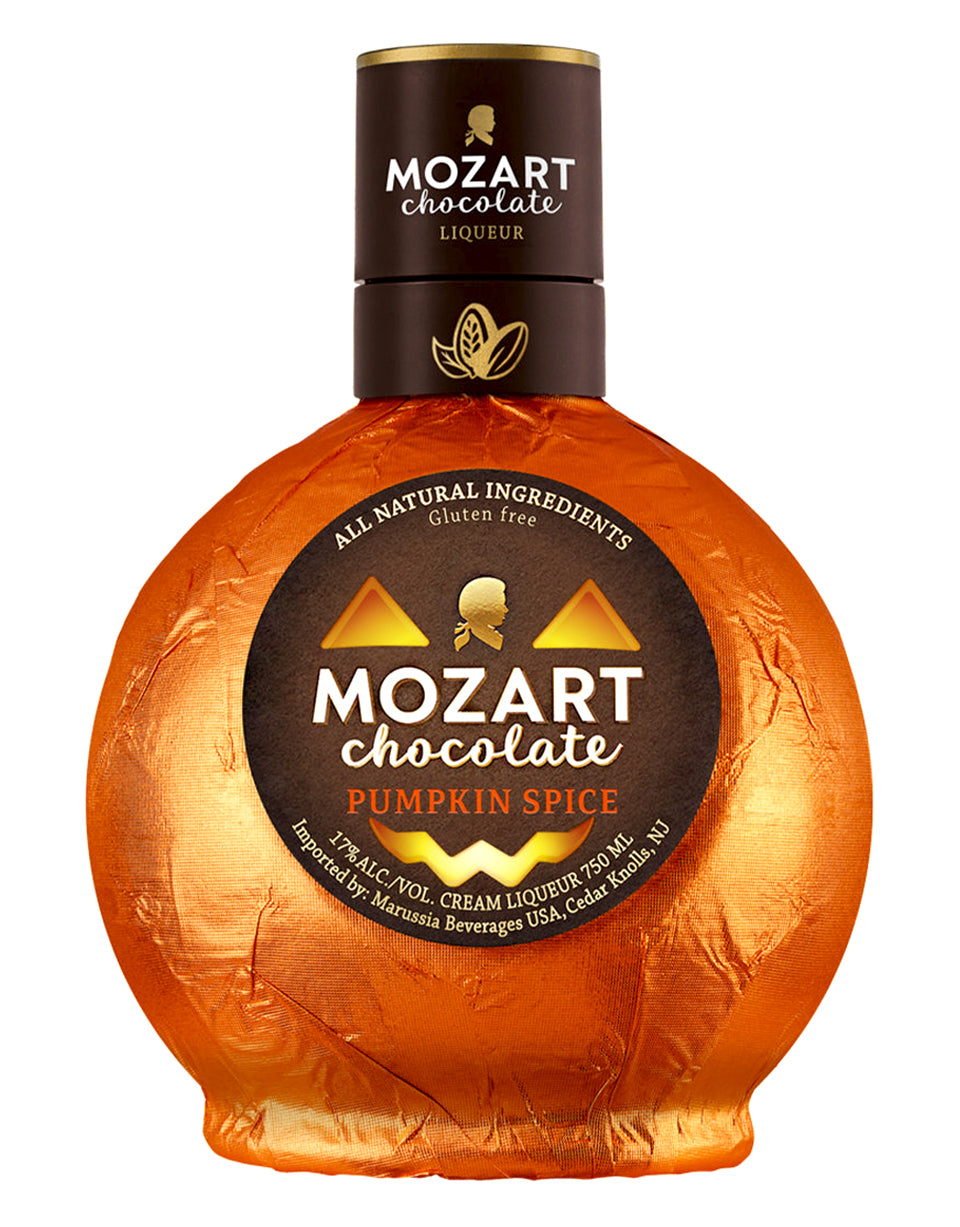 MOZART
chocolate
LIQUEUR
ALL NATURAL INGREDIENTS
Gluten free
MOZART
chocolate
PUMPKIN SPICE
17% ALC./VOL. CREAM LIQUEUR 750 ML
Imported by: Marussia Beverages USA, Cedar Knolls, NJ